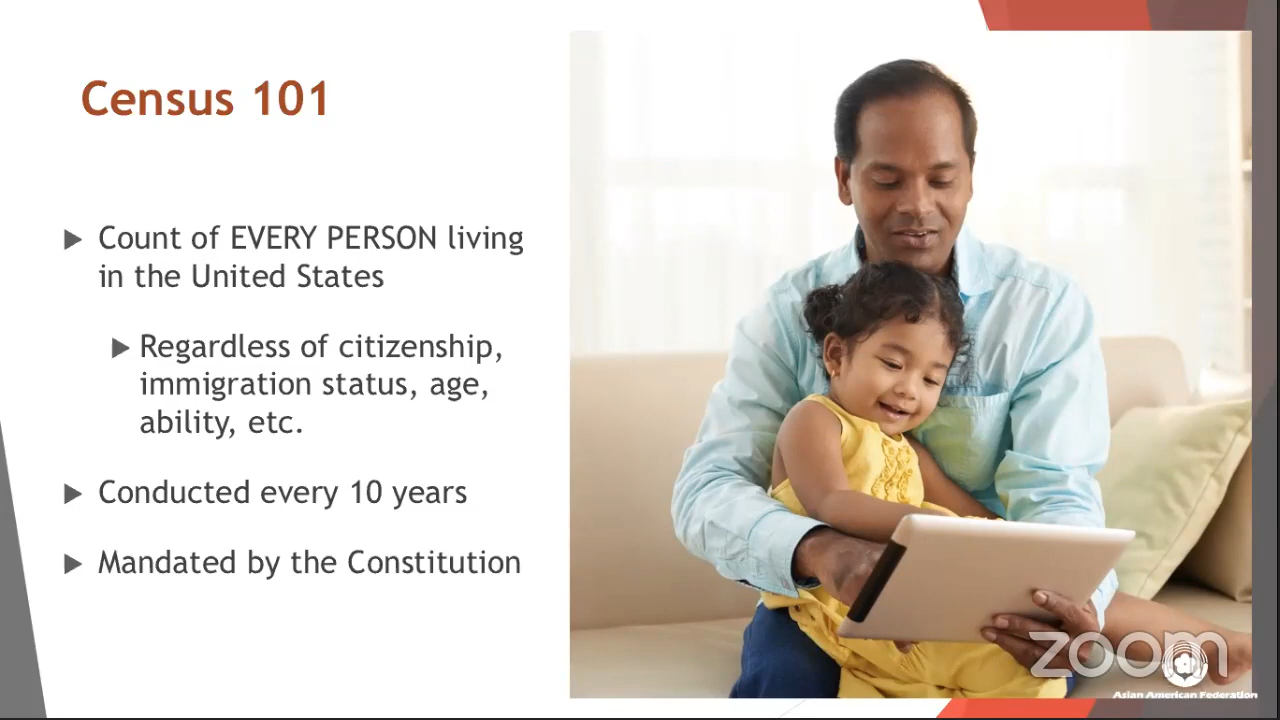 Census 101
Count of EVERY PERSON living
in the United States
Regardless of citizenship,
immigration status, age,
ability, etc.
Conducted every 10 years
Mandated by the Constitution
zoom
Asian American Federation